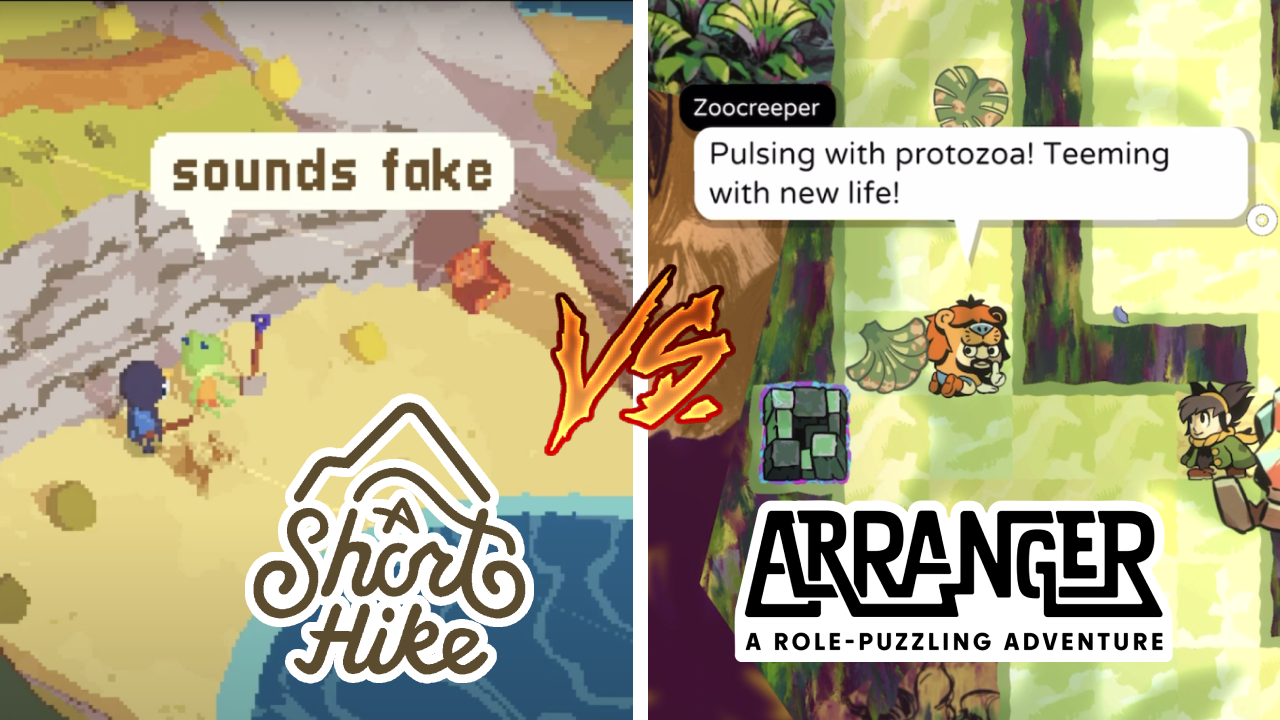 sounds fake
A Short
Hike
VS.
Zoocreeper
Pulsing with protozoa! Teeming
with new life!
ARRANGER
A ROLE-PUZZLING ADVENTURE